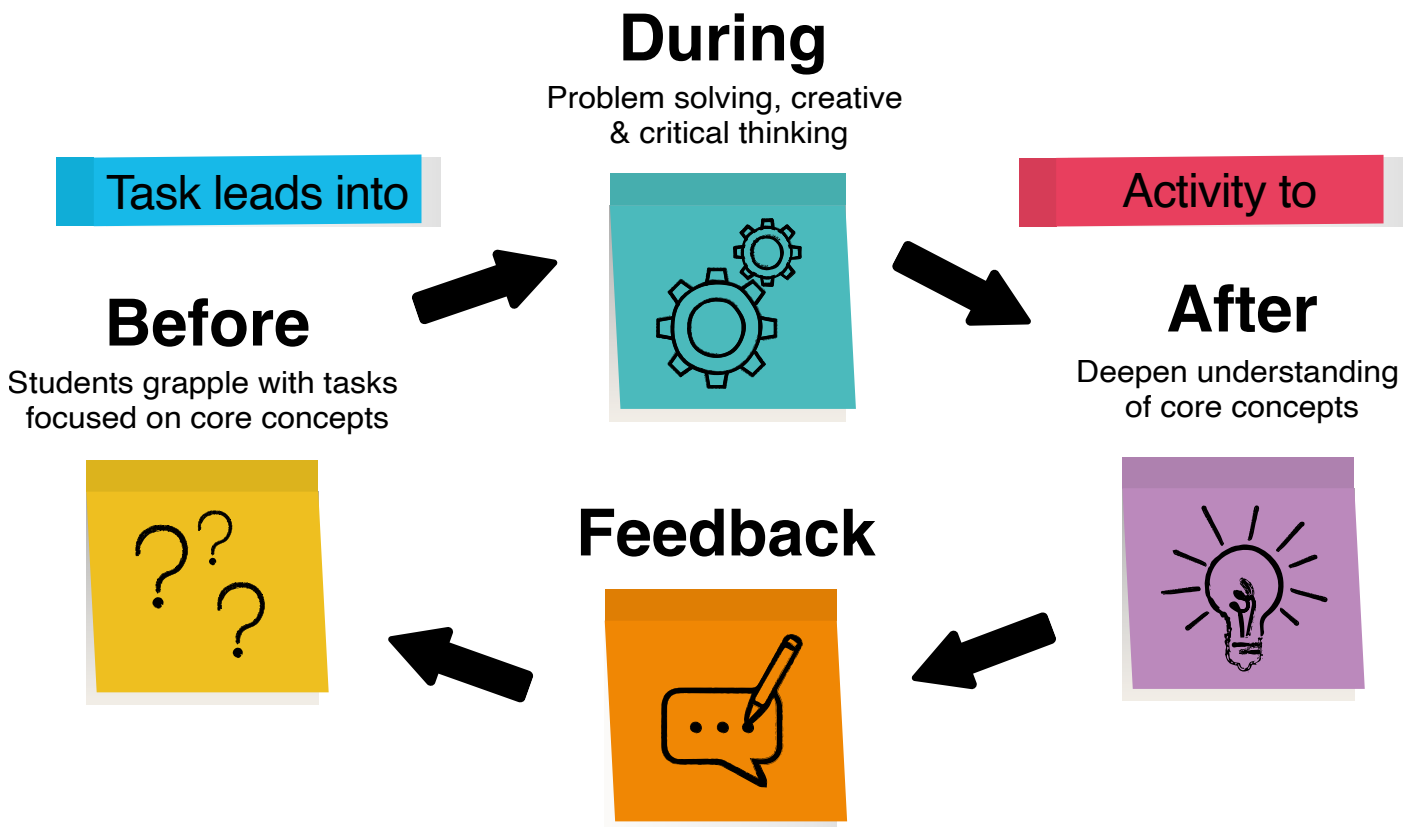 During
Problem solving, creative
& critical thinking
Task leads into
Activity to
Before
Students grapple with tasks
focused on core concepts
After
Deepen understanding
of core concepts
Feedback